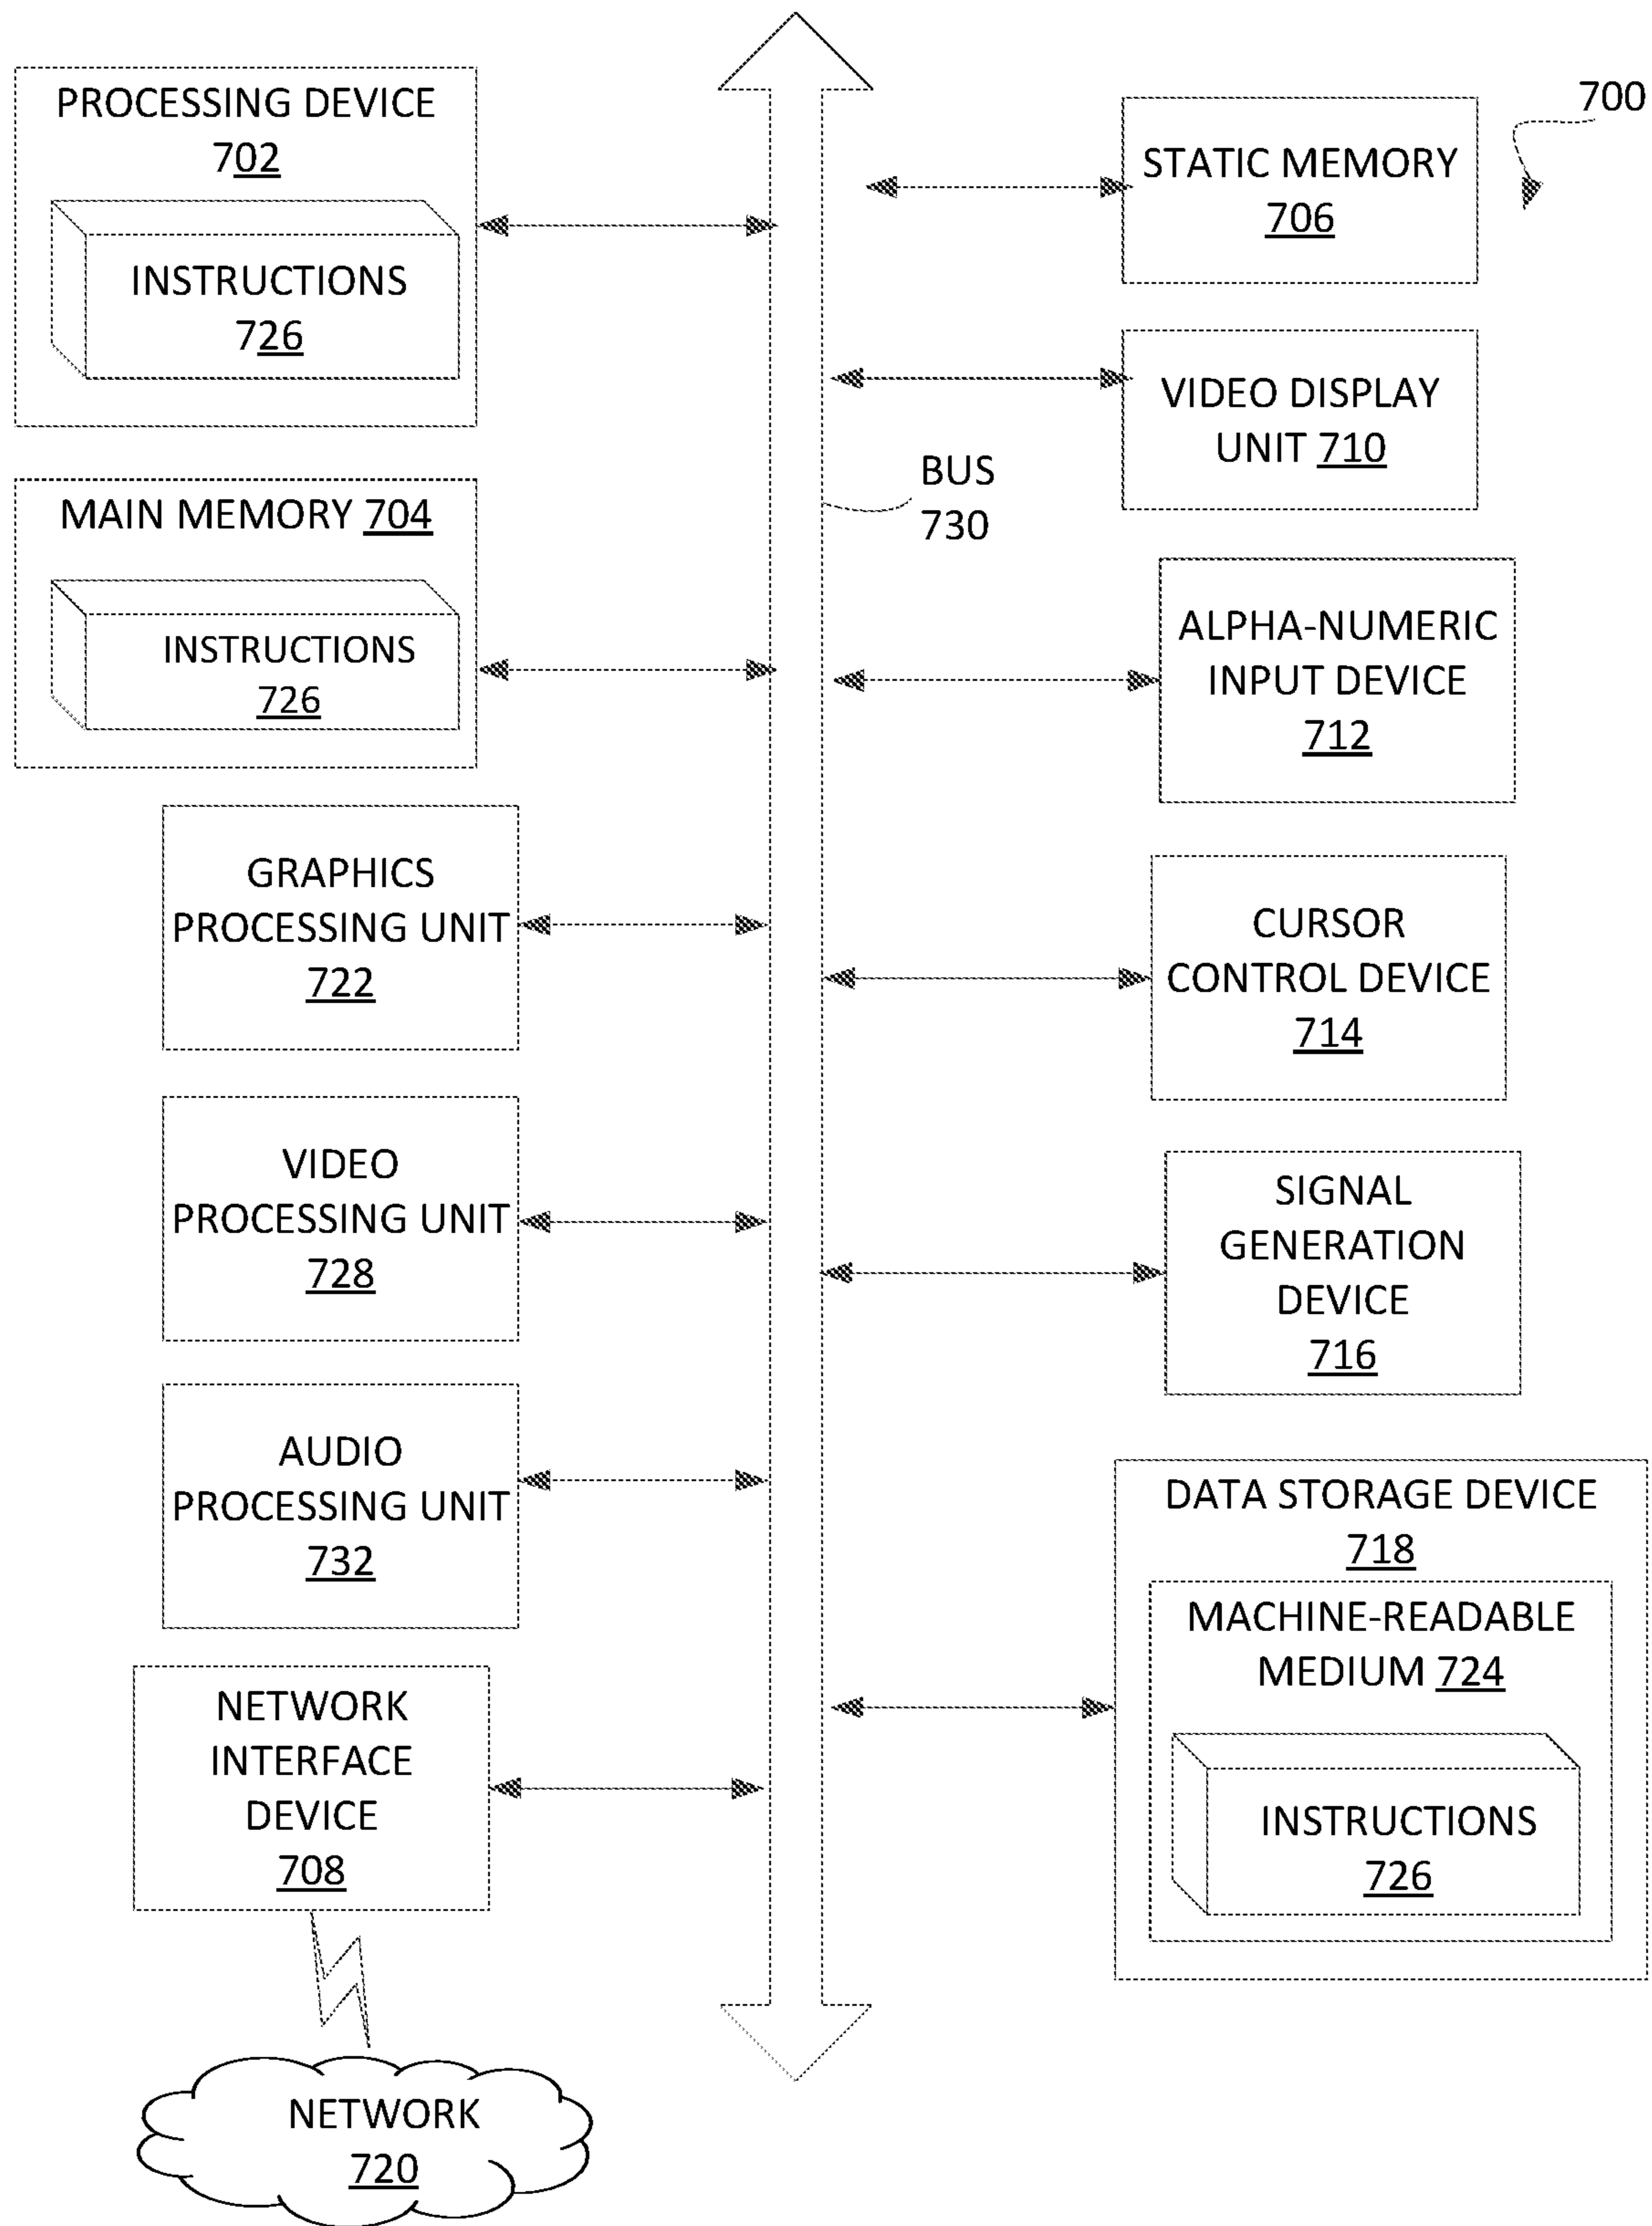 PROCESSING DEVICE
702
INSTRUCTIONS
726
MAIN MEMORY 704
INSTRUCTIONS
726
GRAPHICS
PROCESSING UNIT
722
VIDEO
PROCESSING UNIT
728
AUDIO
PROCESSING UNIT
732
NETWORK
INTERFACE
DEVICE
708
NETWORK
720
BUS
730
700
STATIC MEMORY
706
VIDEO DISPLAY
UNIT 710
ALPHA-NUMERIC
INPUT DEVICE
712
CURSOR
CONTROL DEVICE
714
SIGNAL
GENERATION
DEVICE
716
DATA STORAGE DEVICE
718
MACHINE-READABLE
MEDIUM 724
INSTRUCTIONS
726